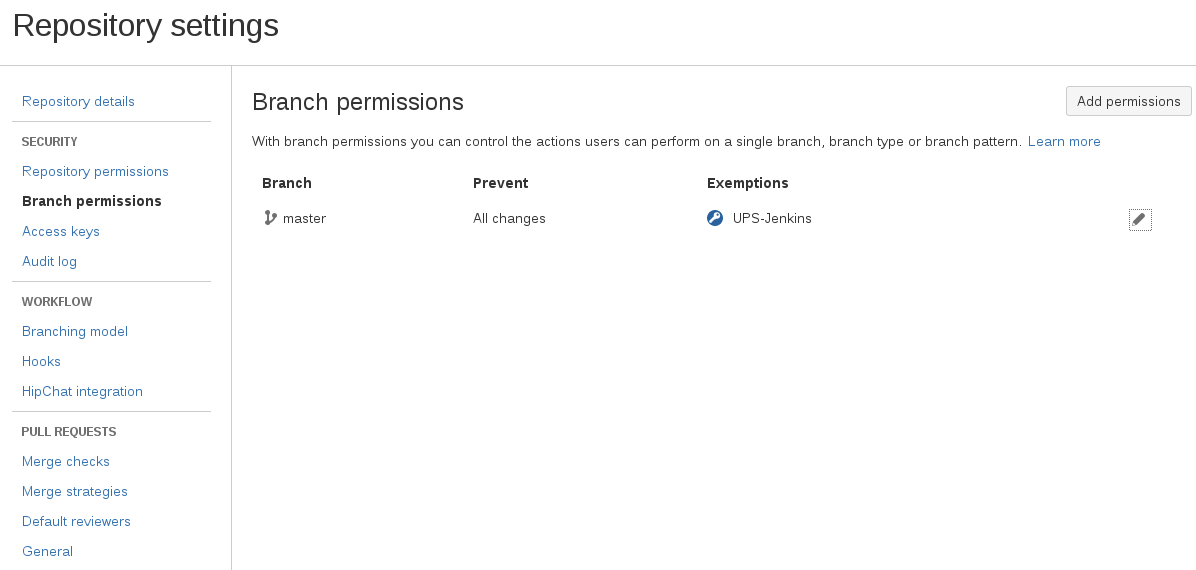 Repository settings
Repository details
SECURITY
Repository permissions
Branch permissions
Access keys
Audit log
WORKFLOW
Branching model
Hooks
HipChat integration
PULL REQUESTS
Merge checks
Merge strategies
Default reviewers
General
Branch permissions
Add permissions
With branch permissions you can control the actions users can perform on a single branch, branch type or branch pattern. Learn more
Branch Prevent Exemptions
master All changes UPS-Jenkins